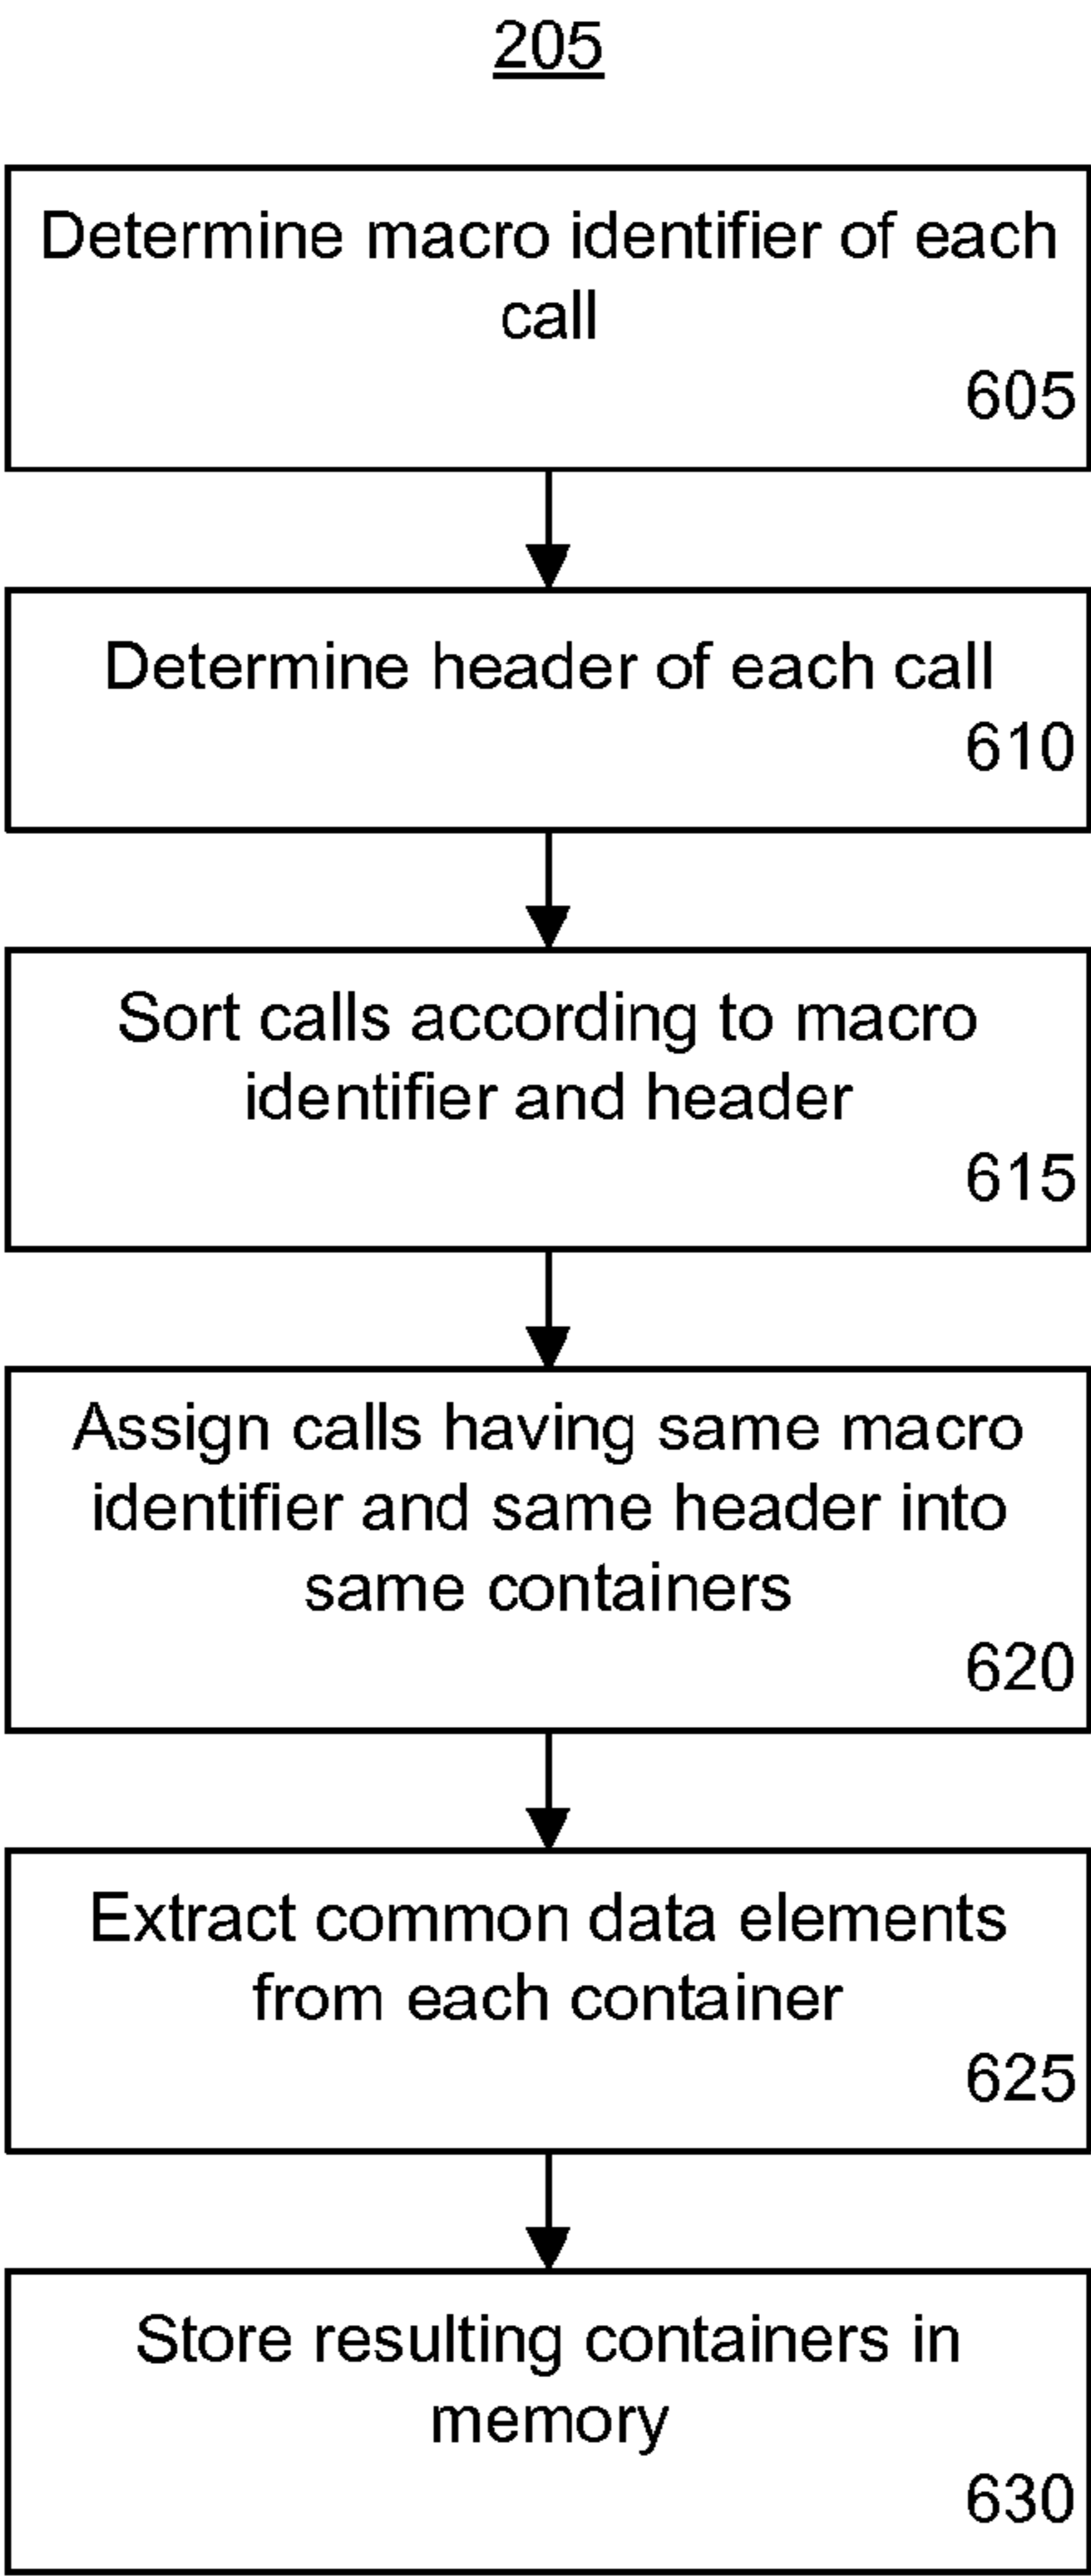 205
Determine macro identifier of each
call
605
Determine header of each call
610
Sort calls according to macro
identifier and header
615
Assign calls having same macro
identifier and same header into
same containers
620
Extract common data elements
from each container
625
Store resulting containers in
memory
630